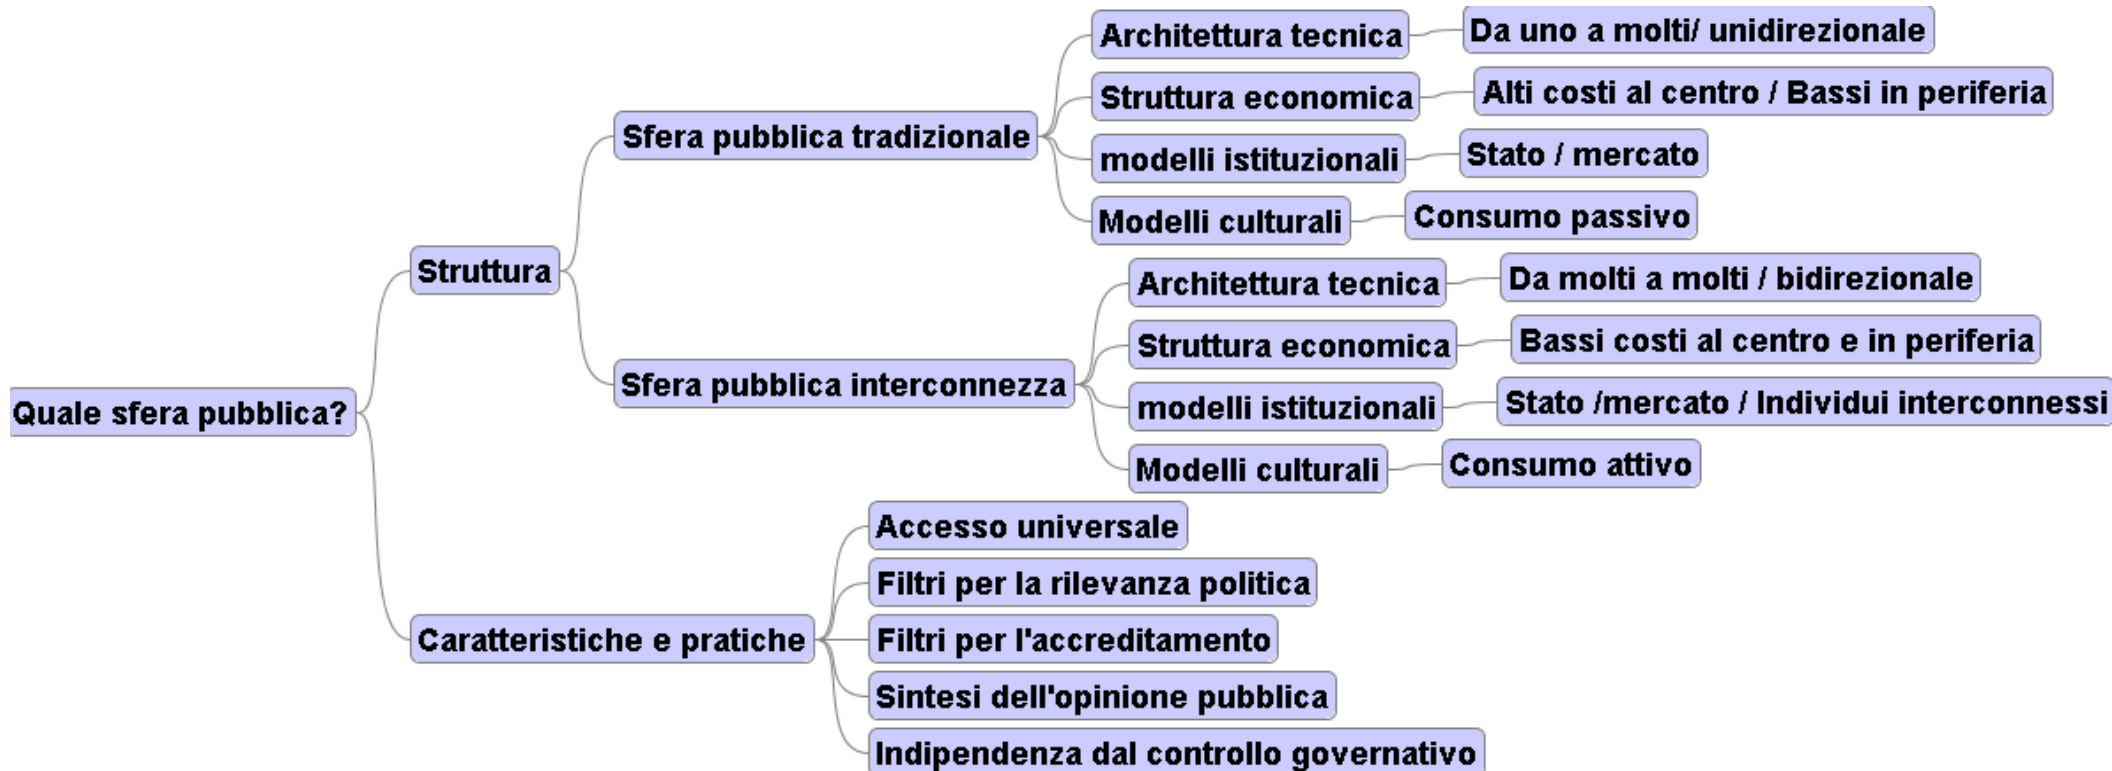 Quale sfera pubblica?
Struttura
Sfera pubblica tradizionale
Architettura tecnica
Da uno a molti/ unidirezionale
Struttura economica
Alti costi al centro / Bassi in periferia
modelli istituzionali
Stato / mercato
Modelli culturali
Consumo passivo
Sfera pubblica interconnezza
Architettura tecnica
Da molti a molti / bidirezionale
Struttura economica
Bassi costi al centro e in periferia
modelli istituzionali
Stato /mercato / Individui interconnessi
Modelli culturali
Consumo attivo
Caratteristiche e pratiche
Accesso universale
Filtri per la rilevanza politica
Filtri per l'accreditamento
Sintesi dell'opinione pubblica
Indipendenza dal controllo governativo